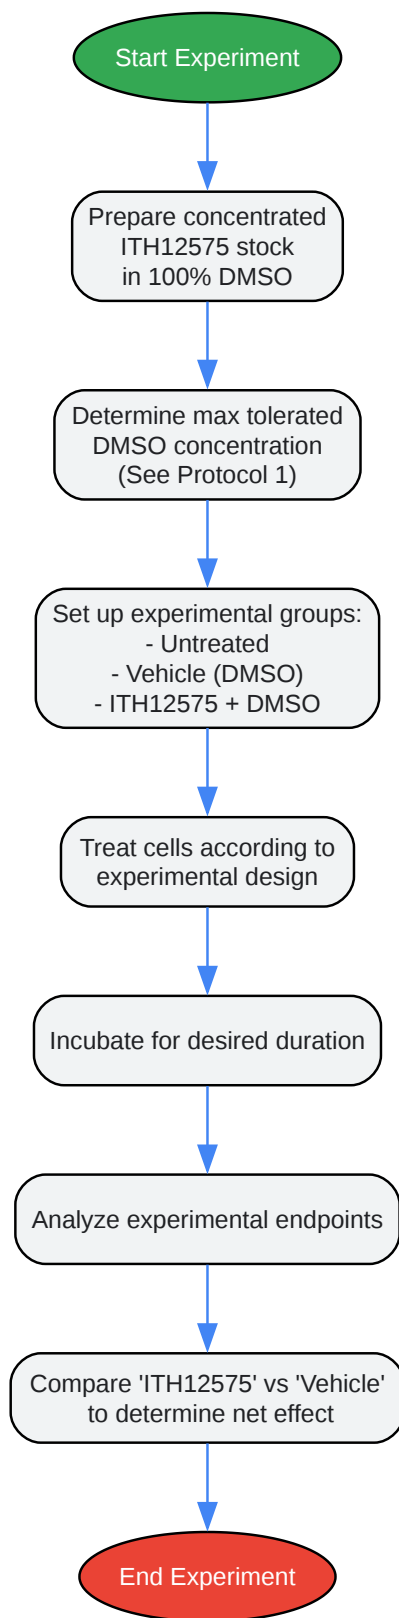 Start Experiment
Prepare concentrated
ITH12575 stock
in 100% DMSO
Determine max tolerated
DMSO concentration
(See Protocol 1)
Set up experimental groups:
- Untreated
- Vehicle (DMSO)
- ITH12575 + DMSO
Treat cells according to
experimental design
Incubate for desired duration
Analyze experimental endpoints
Compare 'ITH12575' vs 'Vehicle'
to determine net effect
End Experiment